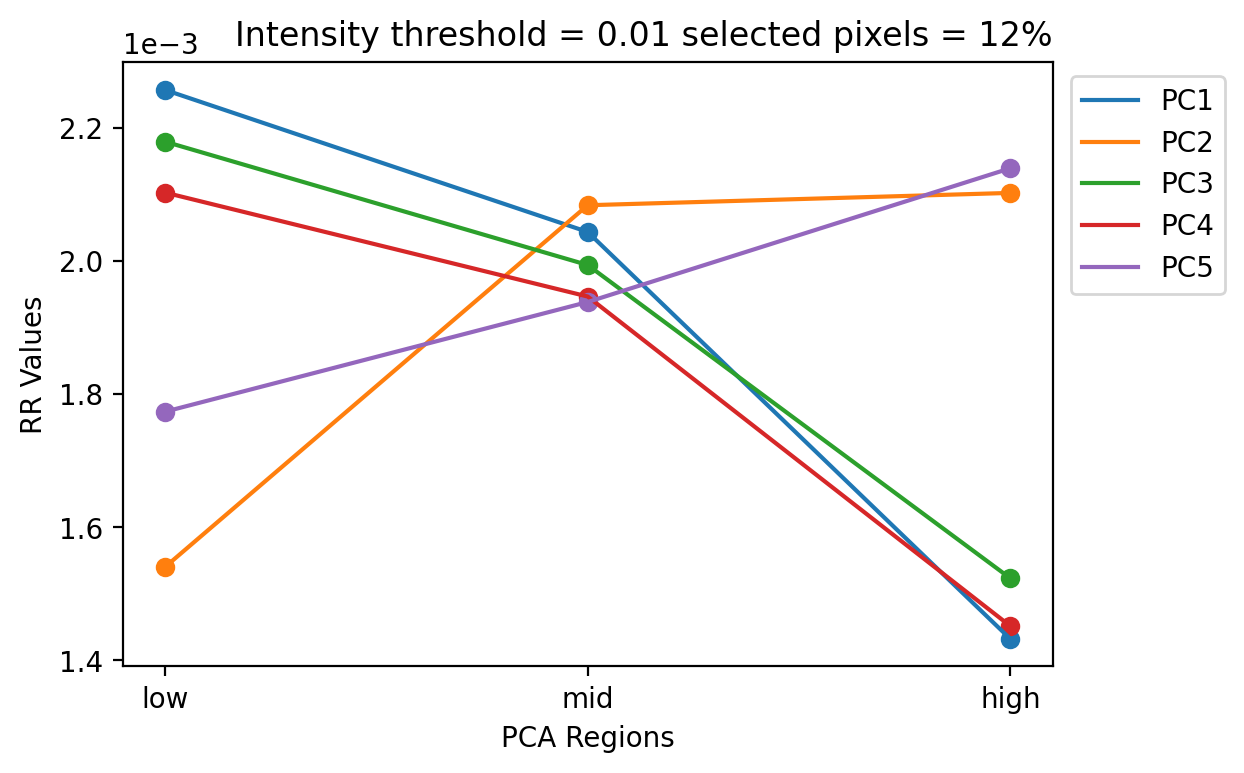 Intensity threshold = 0.01 selected pixels = 12%
1e−3
2.2
2.0
1.8
1.6
1.4
RR Values
low
mid
high
PCA Regions
PC1
PC2
PC3
PC4
PC5